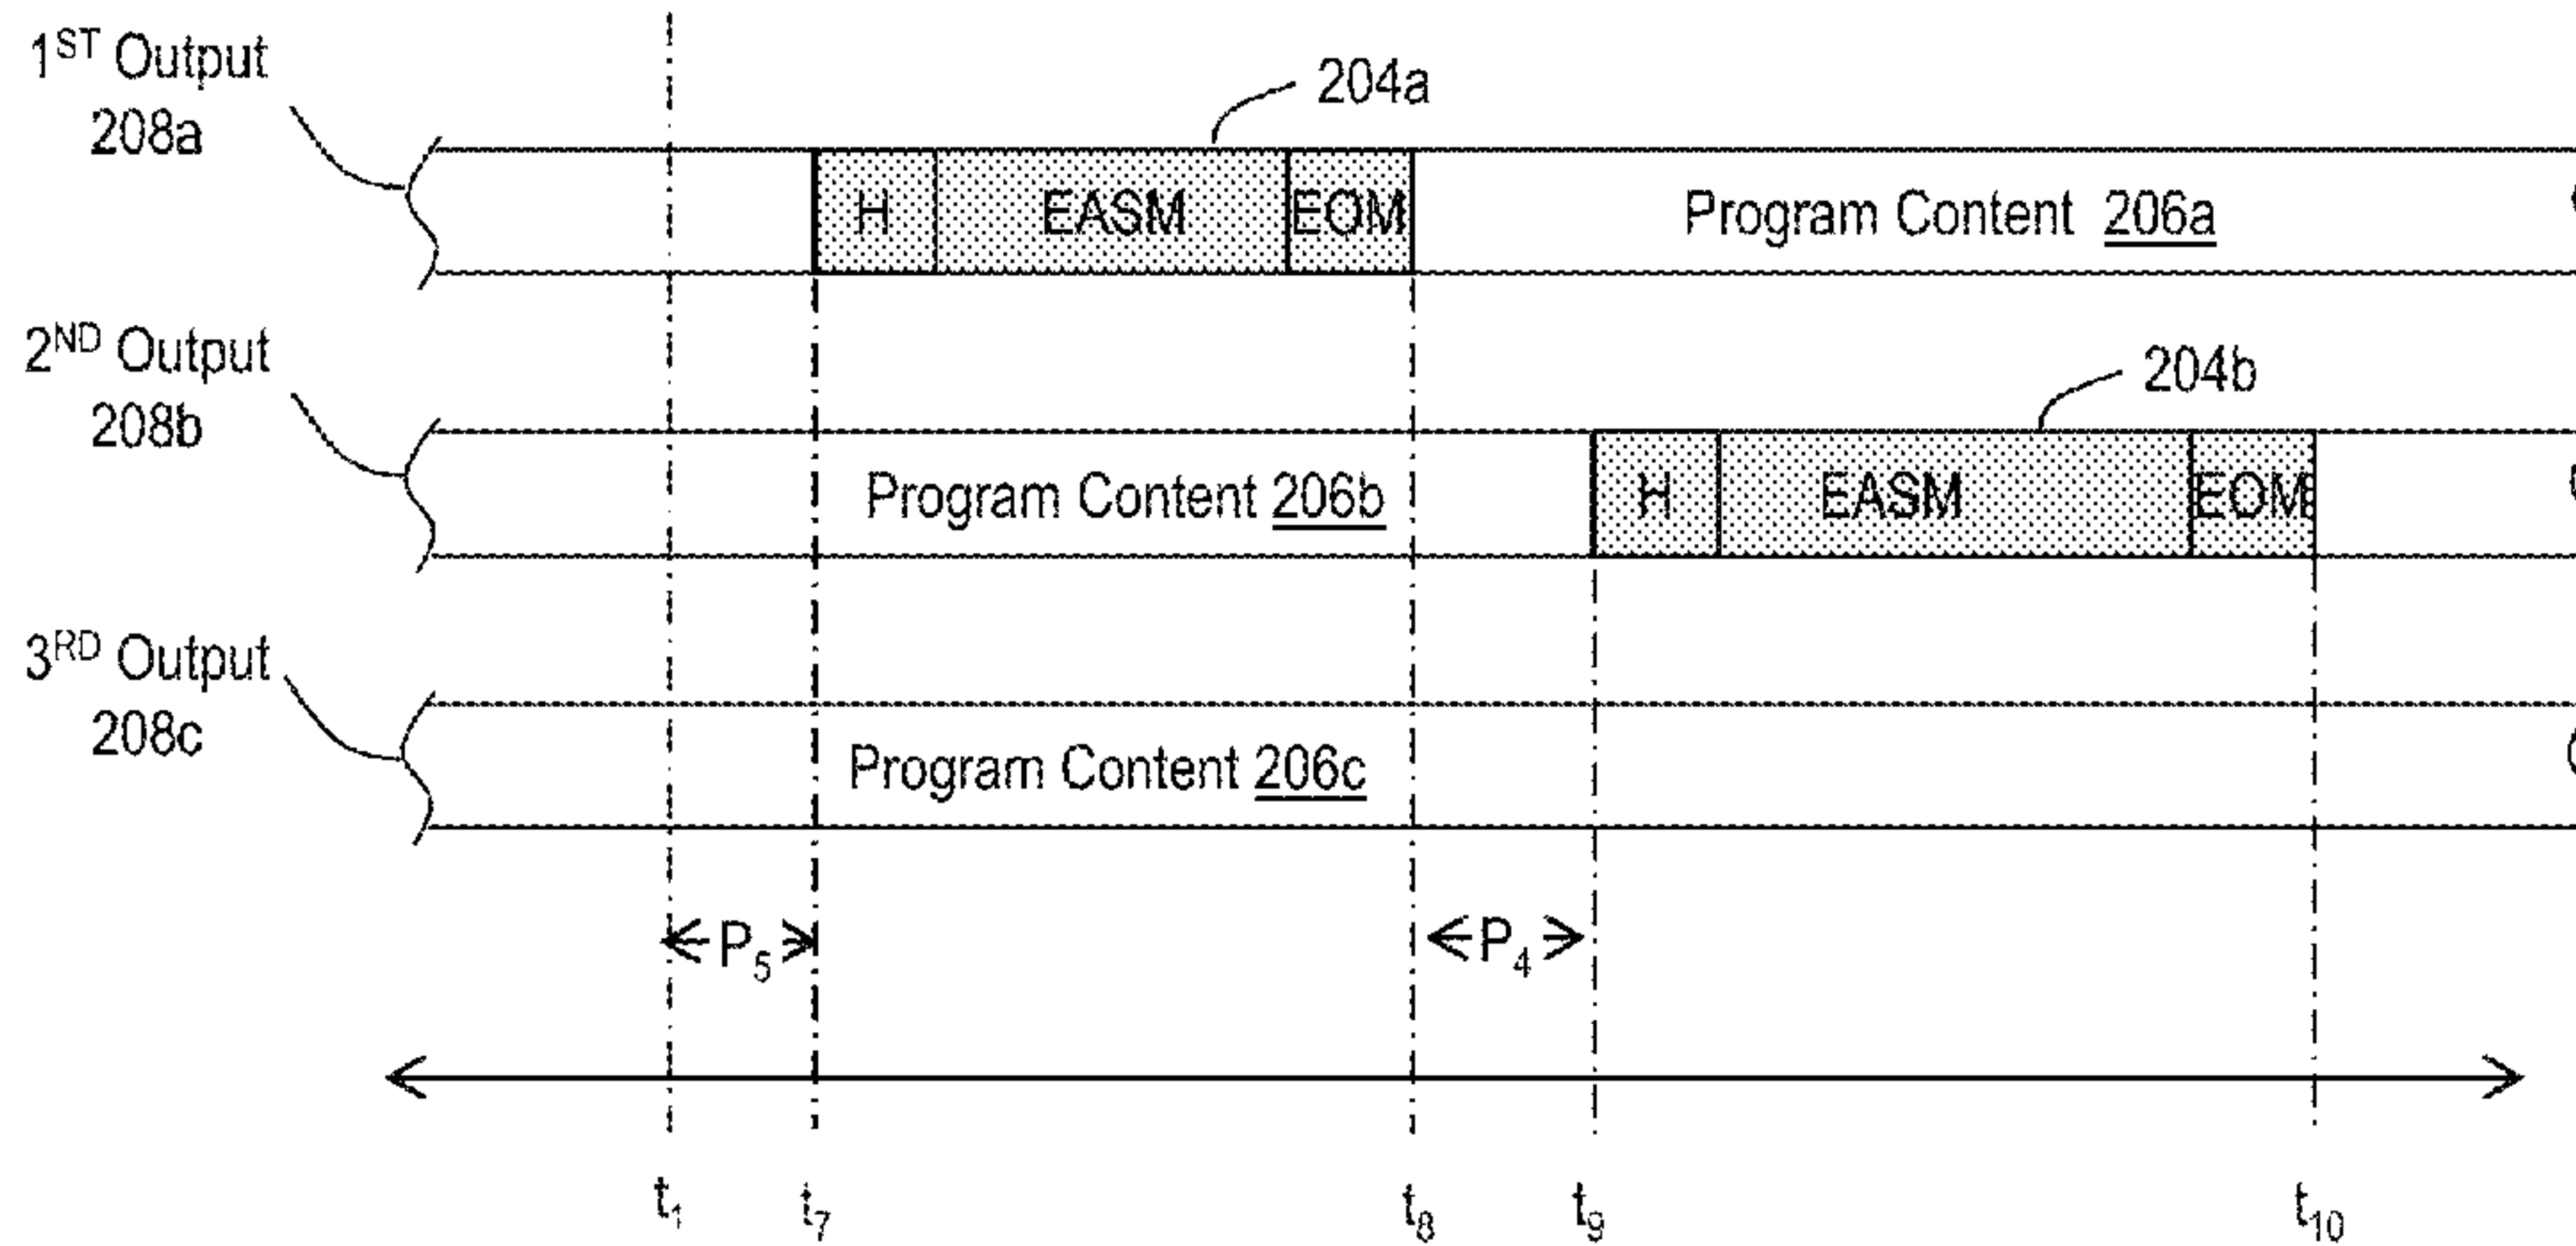 1ST Output
208a
204a
H EASM EOM Program Content 206a
2ND Output
208b
204b
Program Content 206b H EASM EOM
3RD Output
208c
Program Content 206c
P5 P4
t1 t7 t8 t9 t10